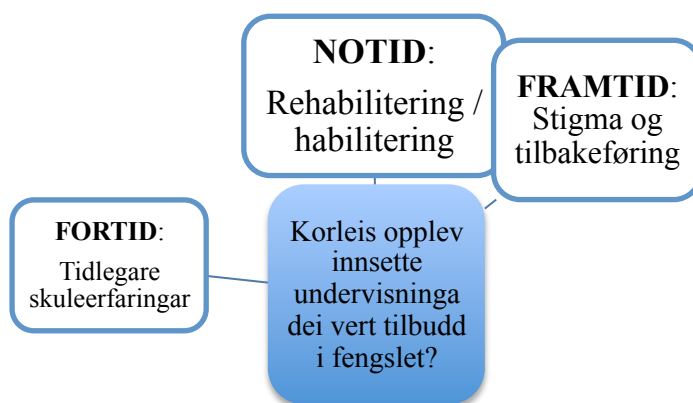 NOTID:
Rehabilitering /
habilitering
FRAMTID:
Stigma og
tilbakeføring
FORTID:
Tidlegare
skuleerfaringar
Korleis opplev
innsette
undervisninga
dei vert tilbudd
i fengslet?